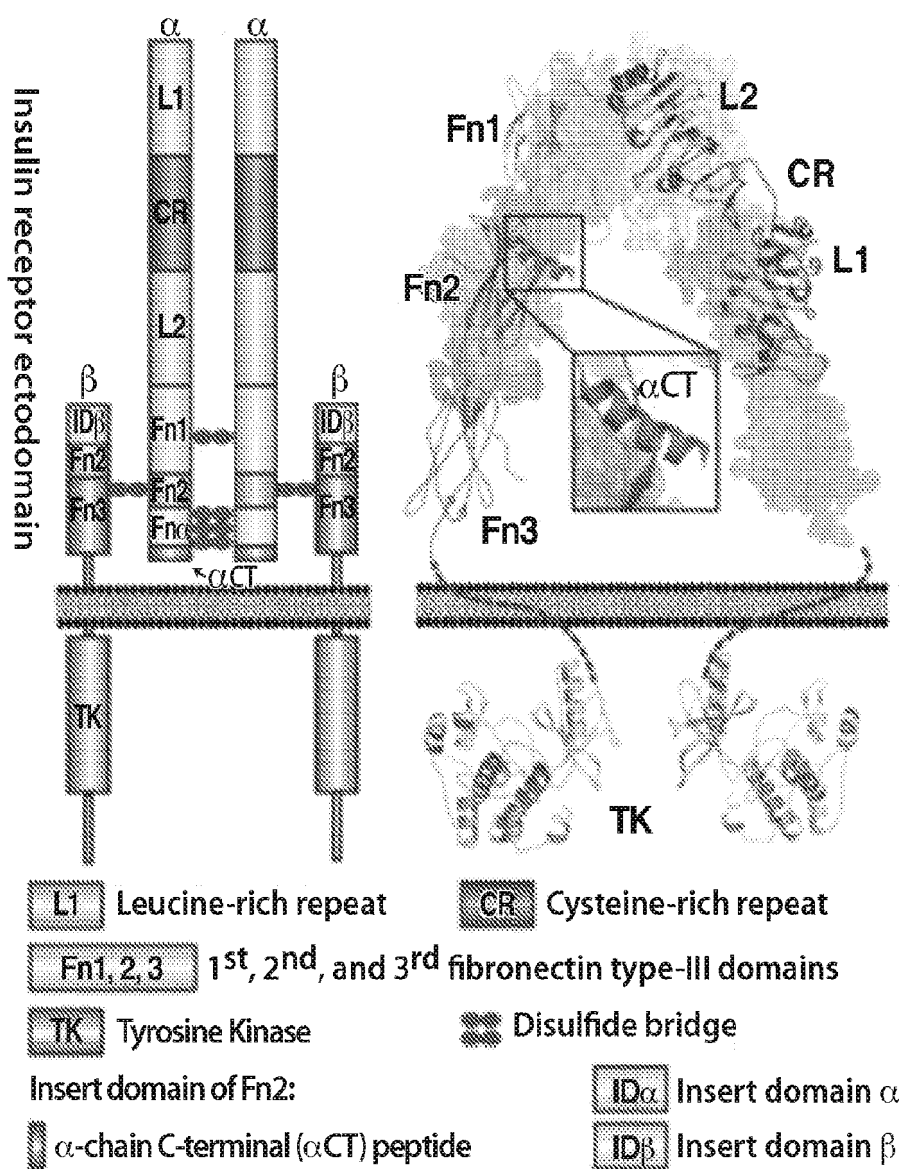 Insulin receptor ectodomain
α
α
L1
CR
L2
β
β
IDβ
IDβ
Fn1
Fn2
Fn2
Fn2
Fn3
Fn3
Fnα
αCT
TK
L2
Fn1
CR
L1
Fn2
αCT
Fn3
TK
L1 Leucine-rich repeat
CR Cysteine-rich repeat
Fn1, 2, 3 1st, 2nd, and 3rd fibronectin type-III domains
TK Tyrosine Kinase
Disulfide bridge
Insert domain of Fn2:
IDα Insert domain α
α-chain C-terminal (αCT) peptide
IDβ Insert domain β